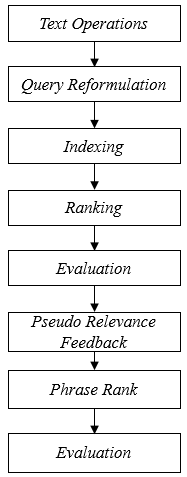 Text Operations
Query Reformulation
Indexing
Ranking
Evaluation
Pseudo Relevance
Feedback
Phrase Rank
Evaluation